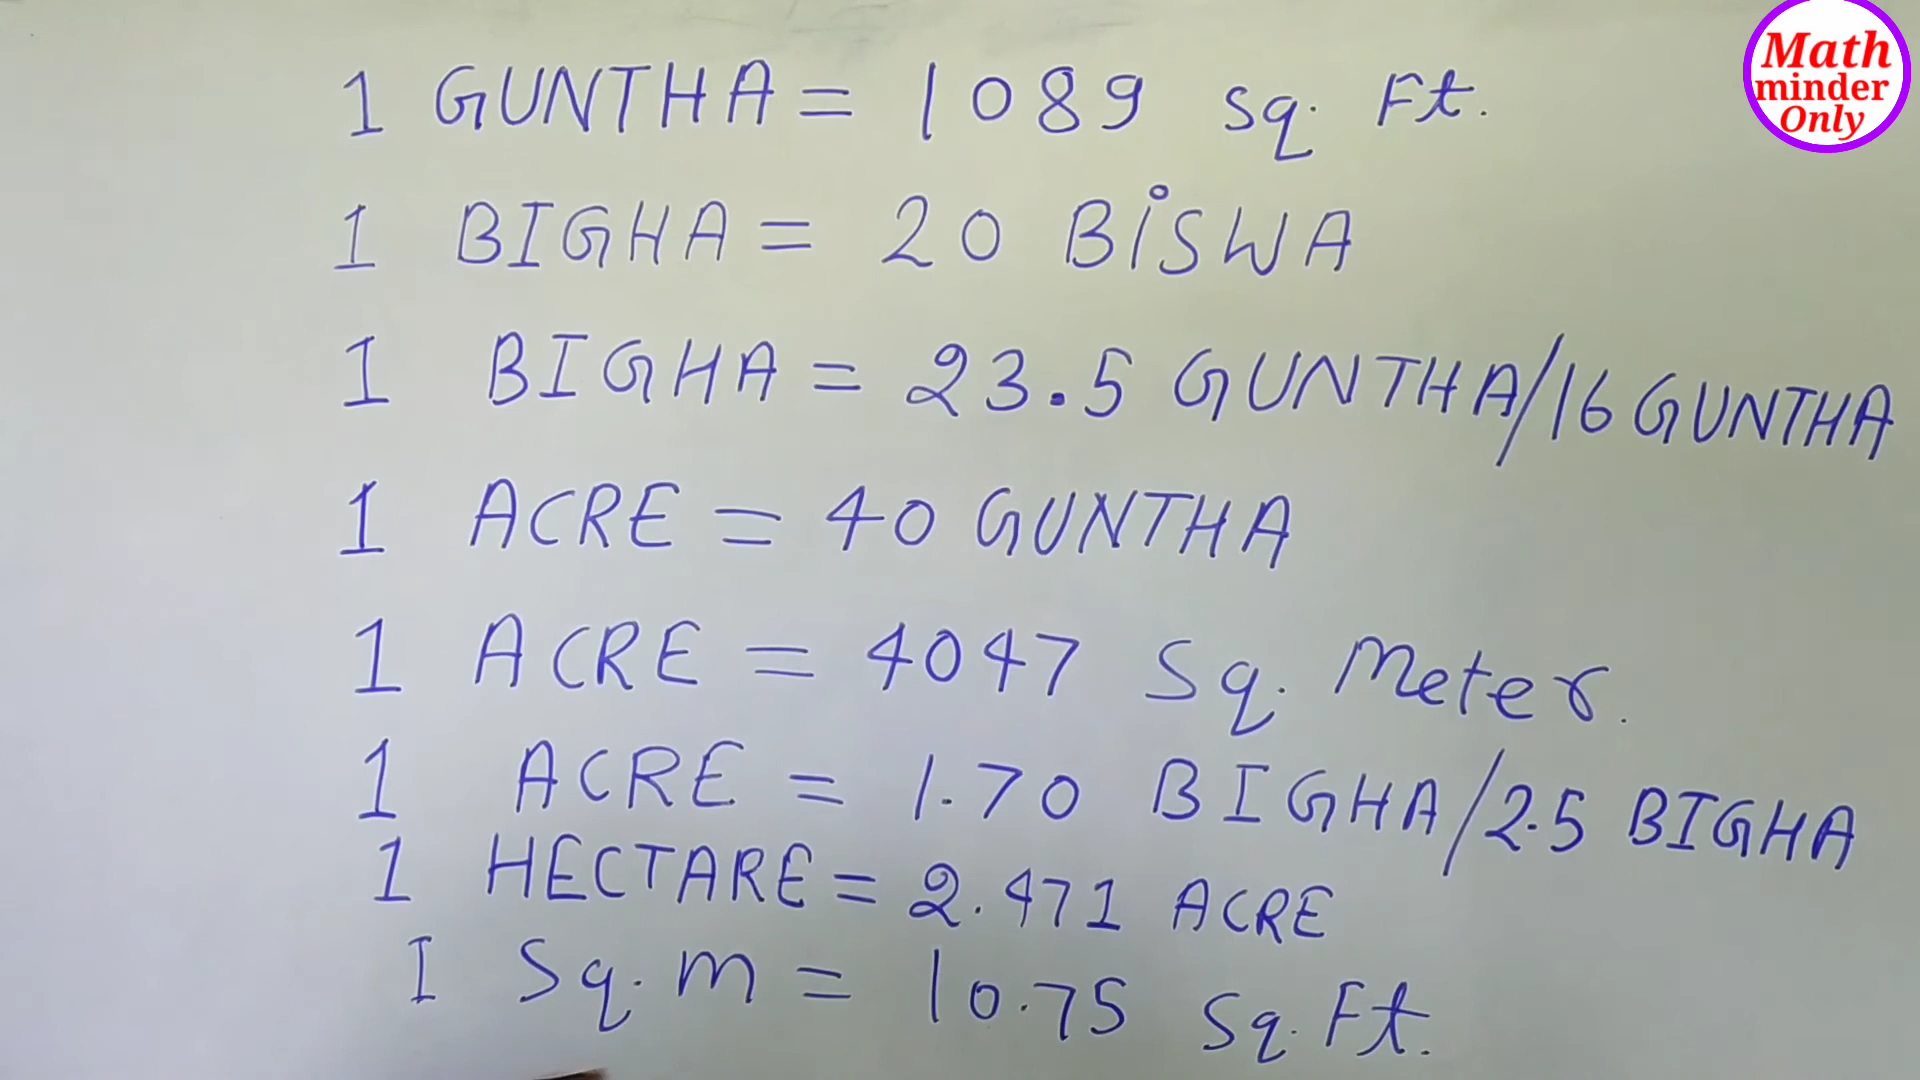 Math
minder
Only
1 GUNTHA = 1089 Sq. Ft.
1 BIGHA = 20 BiSWA
1 BIGHA = 23.5 GUNTHA/16 GUNTHA
1 ACRE = 40 GUNTHA
1 ACRE = 4047 Sq. Meter.
1 ACRE = 1.70 BIGHA/2.5 BIGHA
1 HECTARE = 2.471 ACRE
1 Sq. m = 10.75 Sq. Ft.